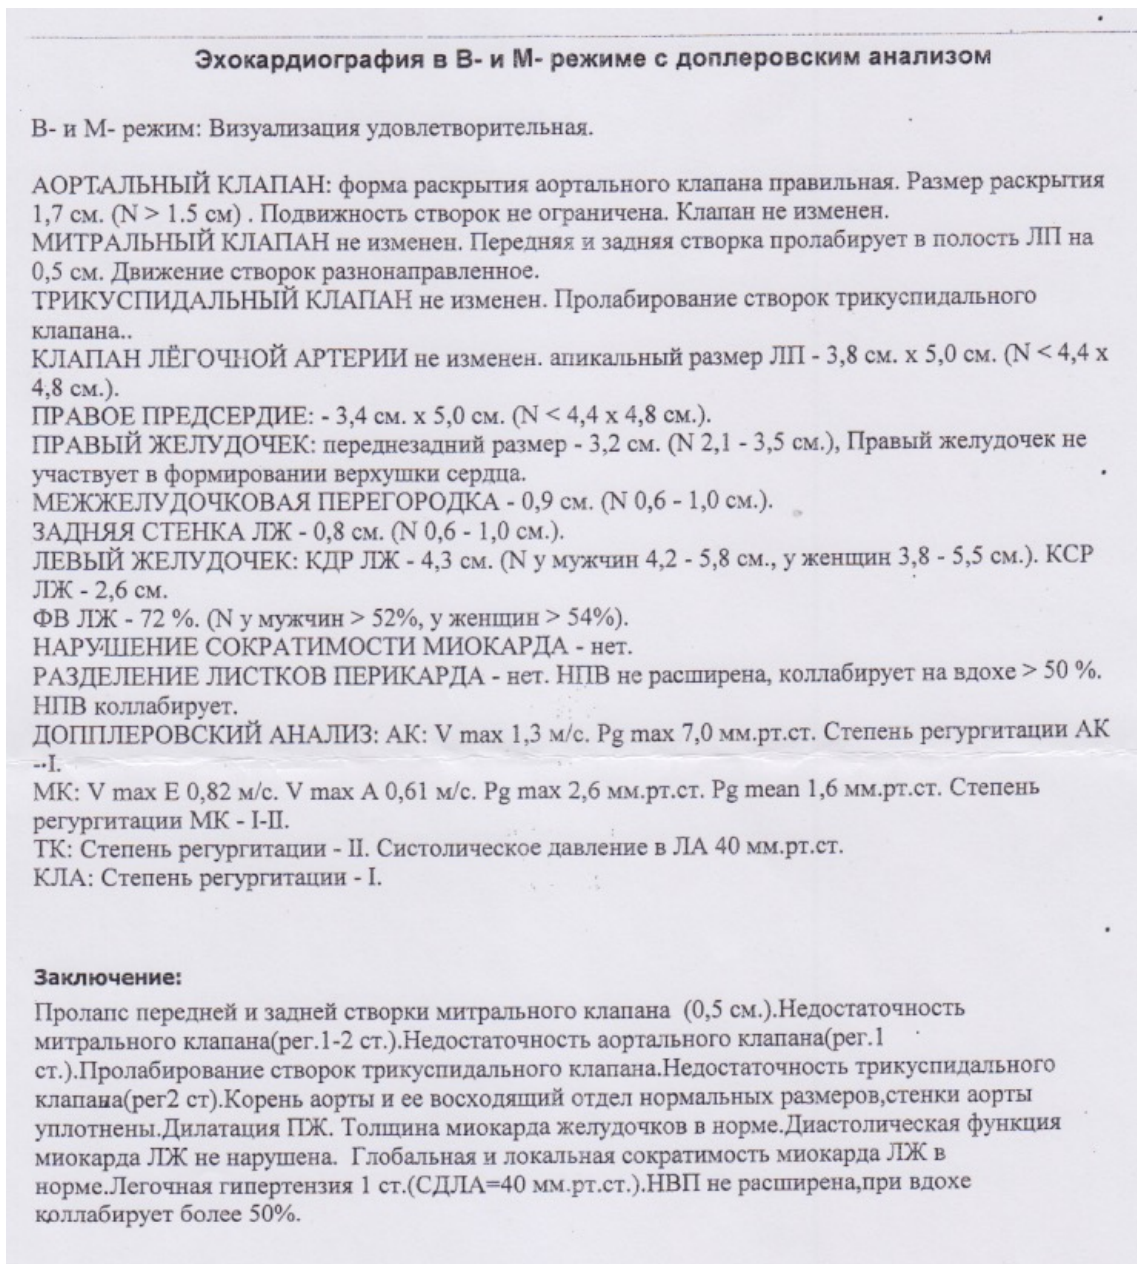 Эхокардиография в В- и М- режиме с доплеровским анализом
В- и М- режим: Визуализация удовлетворительная.
АОРТАЛЬНЫЙ КЛАПАН: форма раскрытия аортального клапана правильная. Размер раскрытия
1,7 см. (N > 1.5 см) . Подвижность створок не ограничена. Клапан не изменен.
МИТРАЛЬНЫЙ КЛАПАН не изменен. Передняя и задняя створка пролабирует в полость ЛП на
0,5 см. Движение створок разнонаправленное.
ТРИКУСПИДАЛЬНЫЙ КЛАПАН не изменен. Пролабирование створок трикуспидального
клапана..
КЛАПАН ЛЁГОЧНОЙ АРТЕРИИ не изменен. апикальный размер ЛП - 3,8 см. х 5,0 см. (N < 4,4 х
4,8 см.).
ПРАВОЕ ПРЕДСЕРДИЕ: - 3,4 см. х 5,0 см. (N < 4,4 х 4,8 см.).
ПРАВЫЙ ЖЕЛУДОЧЕК: переднезадний размер - 3,2 см. (N 2,1 - 3,5 см.), Правый желудочек не
участвует в формировании верхушки сердца.
МЕЖЖЕЛУДОЧКОВАЯ ПЕРЕГОРОДКА - 0,9 см. (N 0,6 - 1,0 см.).
ЗАДНЯЯ СТЕНКА ЛЖ - 0,8 см. (N 0,6 - 1,0 см.).
ЛЕВЫЙ ЖЕЛУДОЧЕК: КДР ЛЖ - 4,3 см. (N у мужчин 4,2 - 5,8 см., у женщин 3,8 - 5,5 см.). КСР
ЛЖ - 2,6 см.
ФВ ЛЖ - 72 %. (N у мужчин > 52%, у женщин > 54%).
НАРУШЕНИЕ СОКРАТИМОСТИ МИОКАРДА - нет.
РАЗДЕЛЕНИЕ ЛИСТКОВ ПЕРИКАРДА - нет. НПВ не расширена, коллабирует на вдохе > 50 %.
НПВ коллабирует.
ДОППЛЕРОВСКИЙ АНАЛИЗ: АК: V max 1,3 м/с. Pg max 7,0 мм.рт.ст. Степень регургитации АК
- I.
МК: V max E 0,82 м/с. V max A 0,61 м/с. Pg max 2,6 мм.рт.ст. Pg mean 1,6 мм.рт.ст. Степень
регургитации МК - I-II.
ТК: Степень регургитации - II. Систолическое давление в ЛА 40 мм.рт.ст.
КЛА: Степень регургитации - I.
Заключение:
Пролапс передней и задней створки митрального клапана (0,5 см.).Недостаточность
митрального клапана(рег.1-2 ст.).Недостаточность аортального клапана(рег.1
ст.).Пролабирование створок трикуспидального клапана.Недостаточность трикуспидального
клапана(рег2 ст).Корень аорты и ее восходящий отдел нормальных размеров,стенки аорты
уплотнены.Дилатация ПЖ. Толщина миокарда желудочков в норме.Диастолическая функция
миокарда ЛЖ не нарушена. Глобальная и локальная сократимость миокарда ЛЖ в
норме.Легочная гипертензия 1 ст.(СДЛА=40 мм.рт.ст.).НВП не расширена,при вдохе
коллабирует более 50%.